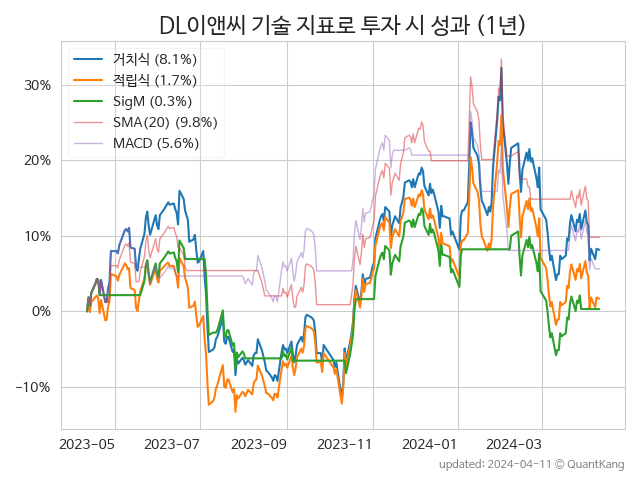 DL이앤씨 기술 지표로 투자 시 성과 (1년)
거치식 (8.1%)
적립식 (1.7%)
SigM (0.3%)
SMA(20) (9.8%)
MACD (5.6%)
30%
20%
10%
0%
−10%
2023-05 2023-07 2023-09 2023-11 2024-01 2024-03
updated: 2024-04-11 © QuantKang